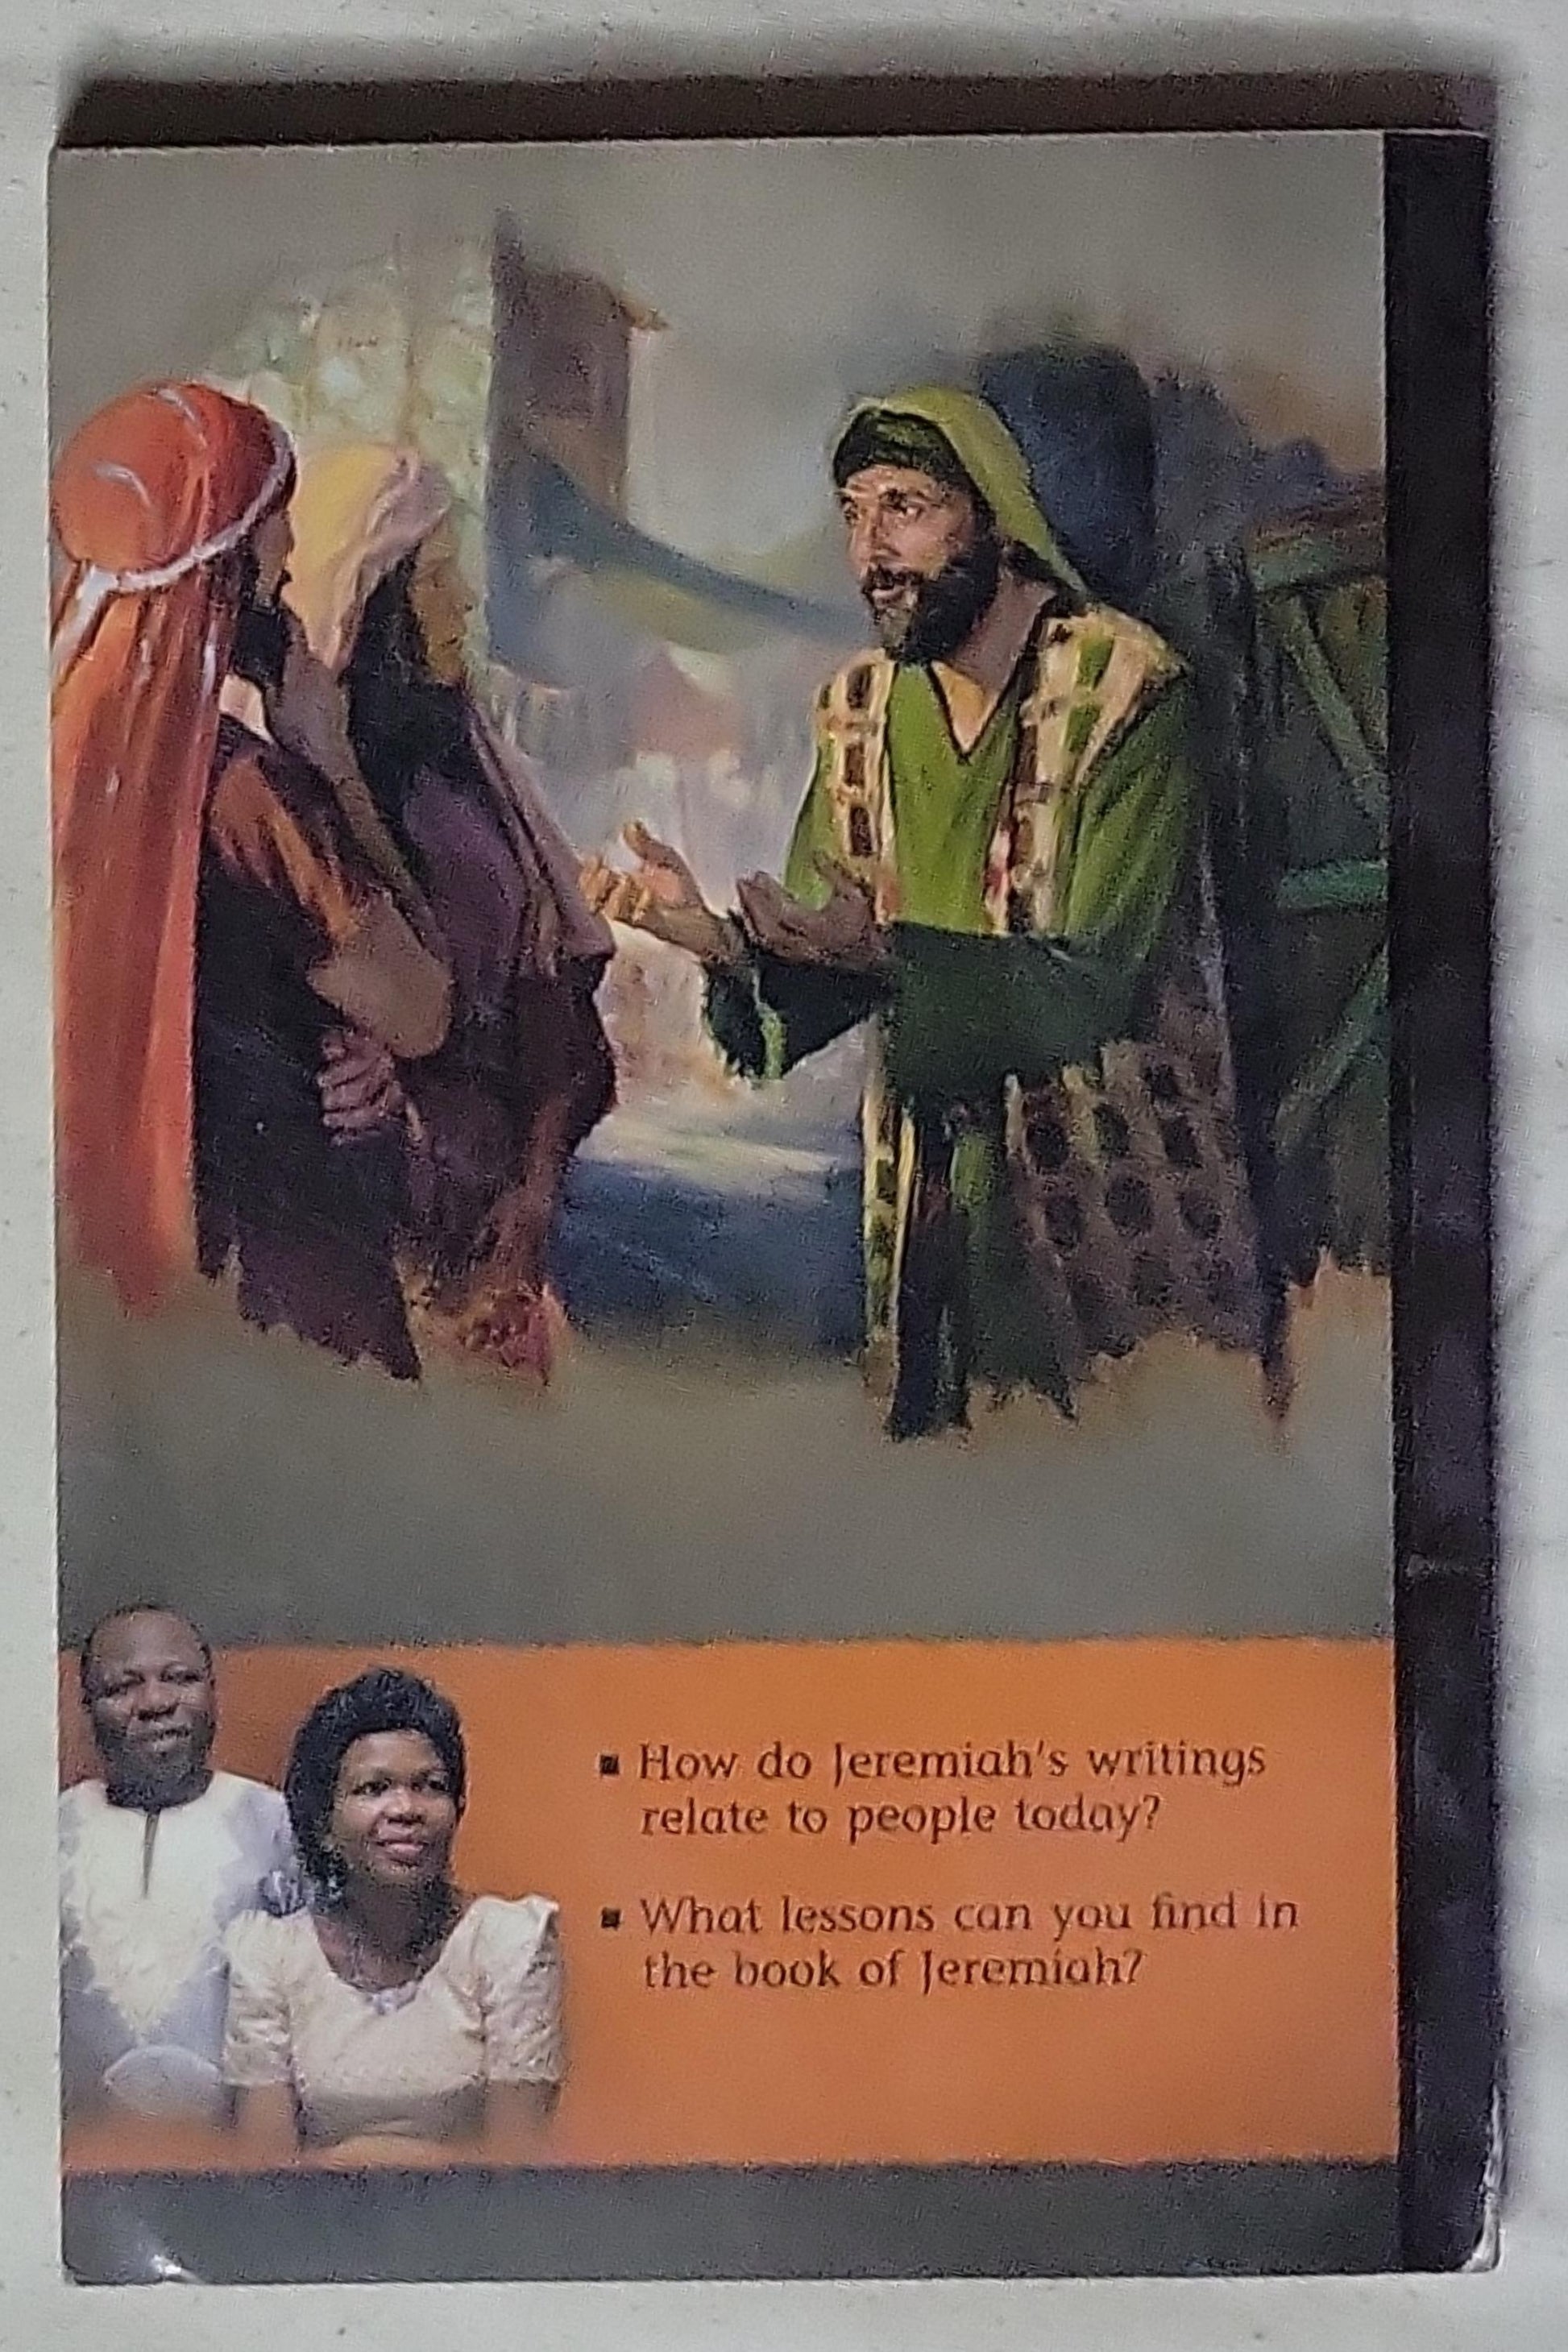 ▪ How do Jeremiah's writings
relate to people today?
▪ What lessons can you find in
the book of Jeremiah?